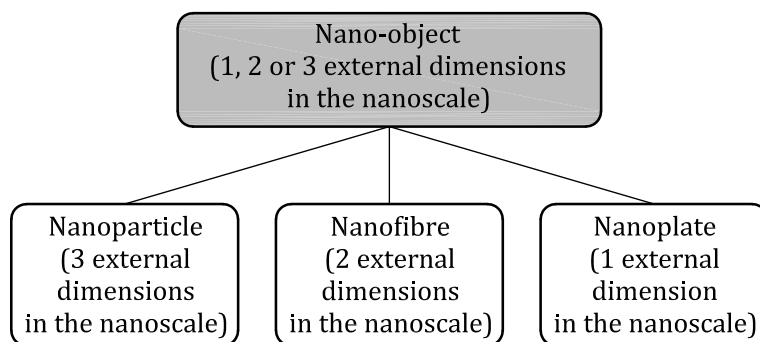 Nano-object
(1, 2 or 3 external dimensions
in the nanoscale)
Nanoparticle
(3 external
dimensions
in the nanoscale)
Nanofibre
(2 external
dimensions
in the nanoscale)
Nanoplate
(1 external
dimension
in the nanoscale)